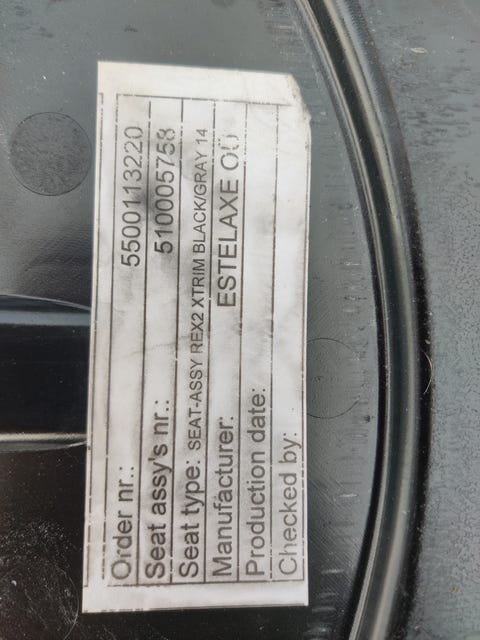 Order nr.: 5500113220
Seat assy's nr.: 510005758
Seat type: SEAT-ASSY REX2 XTRIM BLACK/GRAY 14
Manufacturer: ESTELAXE OÜ
Production date:
Checked by: